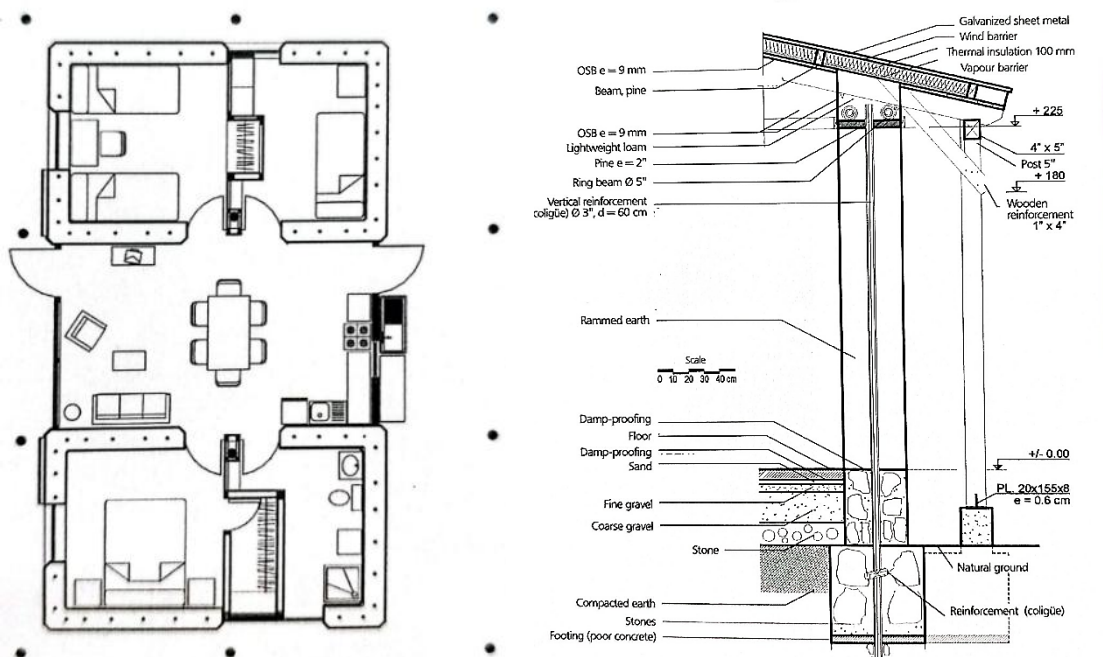 Galvanized sheet metal
Wind barrier
Thermal insulation 100 mm
Vapour barrier
OSB e = 9 mm
Beam, pine
+ 225
OSB e = 9 mm
Lightweight loam
Pine e = 2"
Ring beam Ø 5"
Vertical reinforcement
coligüe) Ø 3", d = 60 cm
4" x 5"
Post 5"
+ 180
Wooden
reinforcement
1" x 4"
Rammed earth
Scale
0 10 20 30 40 cm
Damp-proofing
Floor
Damp-proofing
Sand
Fine gravel
Coarse gravel
Stone
Compacted earth
Stones
Footing (poor concrete)
+/- 0.00
PL. 20x155x8
e = 0.6 cm
Natural ground
Reinforcement (coligüe)